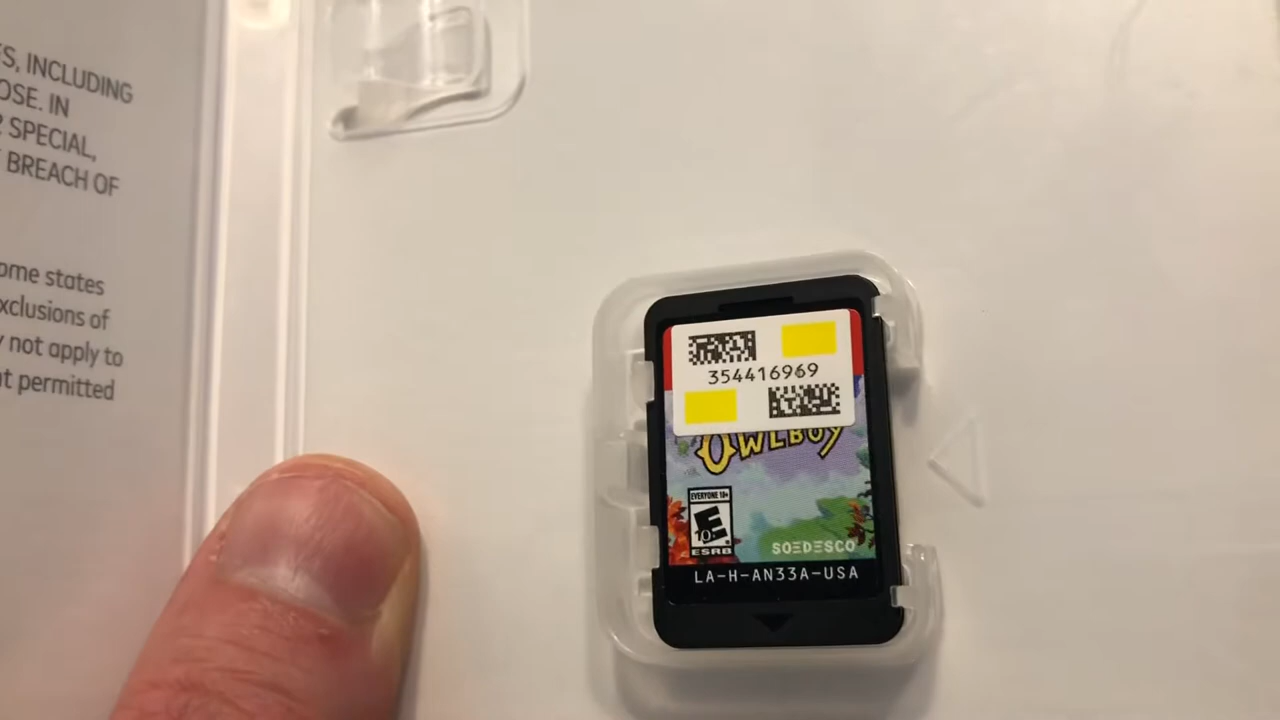 S, INCLUDING
OSE. IN
SPECIAL,
BREACH OF
ome states
xclusions of
not apply to
permitted
354416969
OWLBOY
EVERYONE 10+
E
10+
ESRB
SOEDESCO
LA-H-AN33A-USA